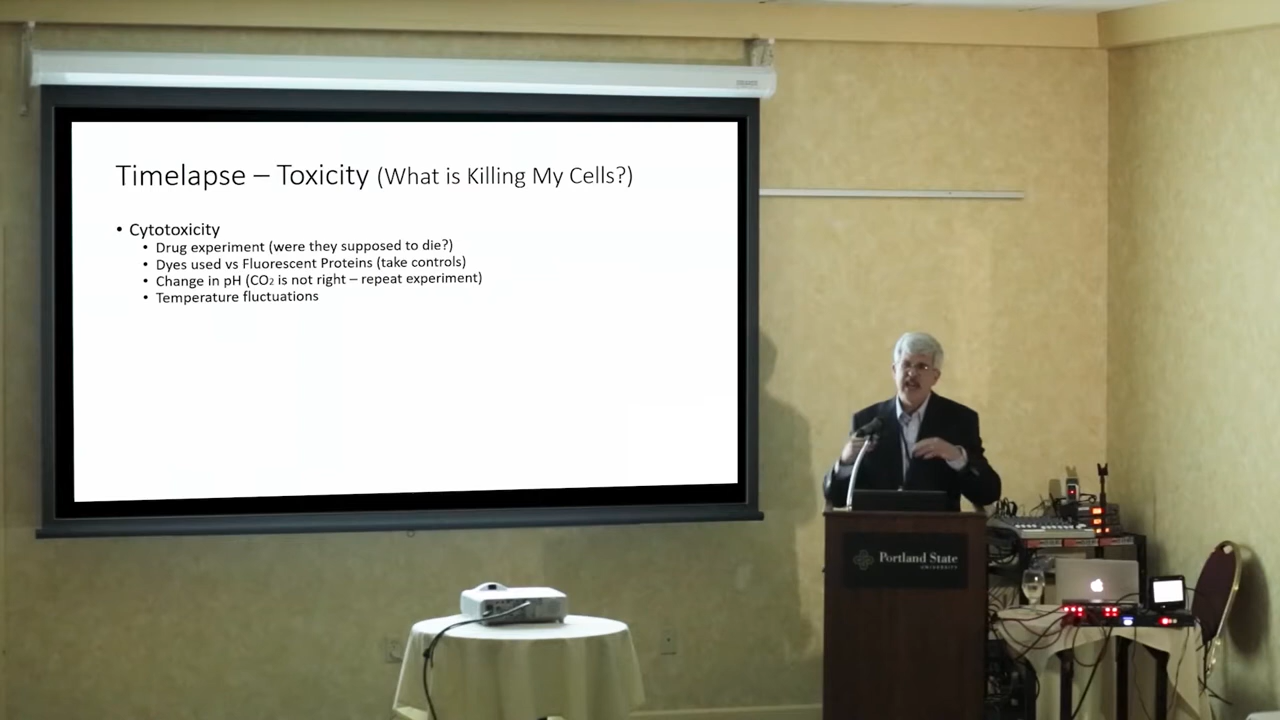 Timelapse – Toxicity (What is Killing My Cells?)
• Cytotoxicity
• Drug experiment (were they supposed to die?)
• Dyes used vs Fluorescent Proteins (take controls)
• Change in pH (CO₂ is not right – repeat experiment)
• Temperature fluctuations
Portland State
UNIVERSITY